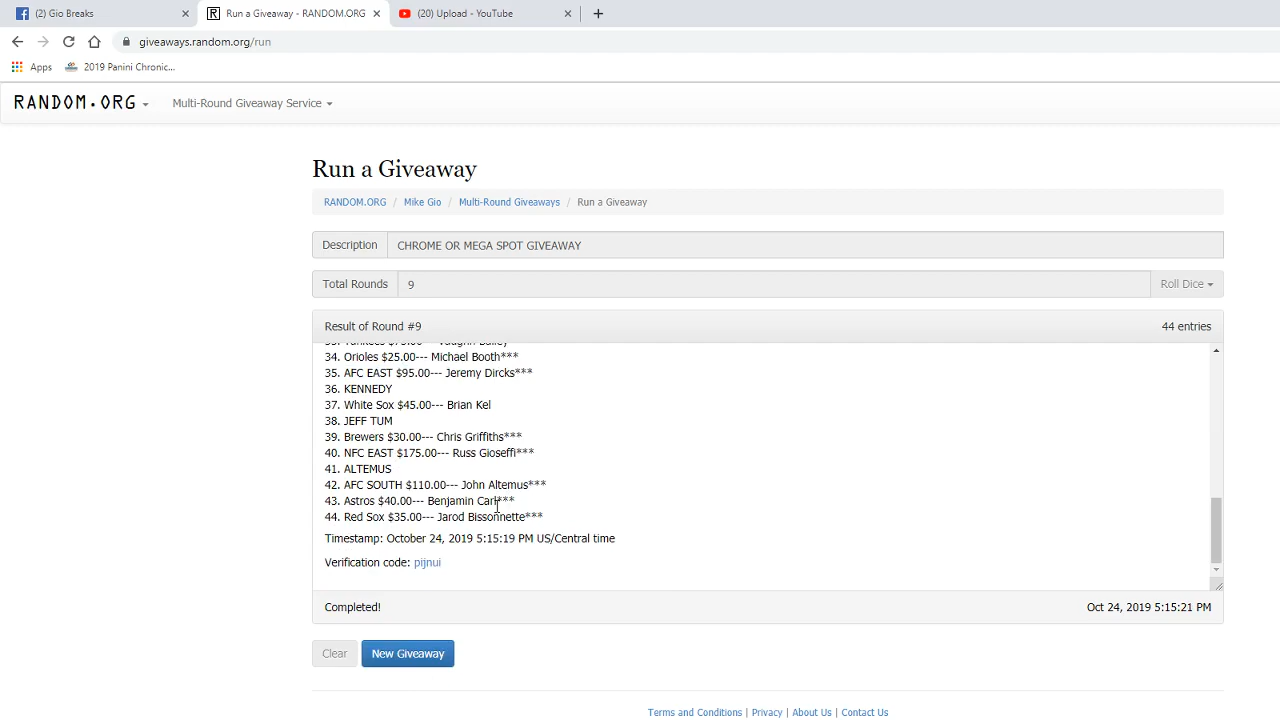 (2) Gio Breaks
Run a Giveaway - RANDOM.ORG
(20) Upload - YouTube
giveaways.random.org/run
Apps
2019 Panini Chronic...
RANDOM.ORG
Multi-Round Giveaway Service
Run a Giveaway
RANDOM.ORG / Mike Gio / Multi-Round Giveaways / Run a Giveaway
Description CHROME OR MEGA SPOT GIVEAWAY
Total Rounds 9 Roll Dice
Result of Round #9 44 entries
33. Yankees $75.00--- Vaughn Bailey
34. Orioles $25.00--- Michael Booth***
35. AFC EAST $95.00--- Jeremy Dircks***
36. KENNEDY
37. White Sox $45.00--- Brian Kel
38. JEFF TUM
39. Brewers $30.00--- Chris Griffiths***
40. NFC EAST $175.00--- Russ Gioseffi***
41. ALTEMUS
42. AFC SOUTH $110.00--- John Altemus***
43. Astros $40.00--- Benjamin Carl***
44. Red Sox $35.00--- Jarod Bissonnette***
Timestamp: October 24, 2019 5:15:19 PM US/Central time
Verification code: pijnui
Completed! Oct 24, 2019 5:15:21 PM
Clear New Giveaway
Terms and Conditions | Privacy | About Us | Contact Us